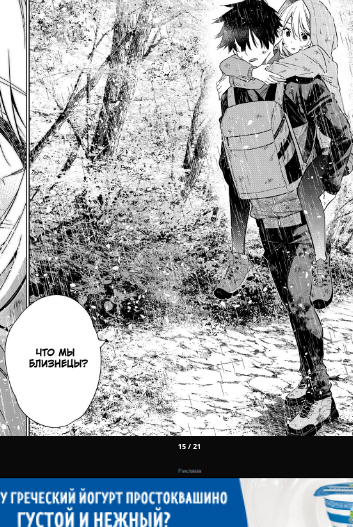 ЧТО МЫ
БЛИЗНЕЦЫ?
15 / 21
Реклама
У ГРЕЧЕСКИЙ ЙОГУРТ ПРОСТОКВАШИНО
ГУСТОЙ И НЕЖНЫЙ?